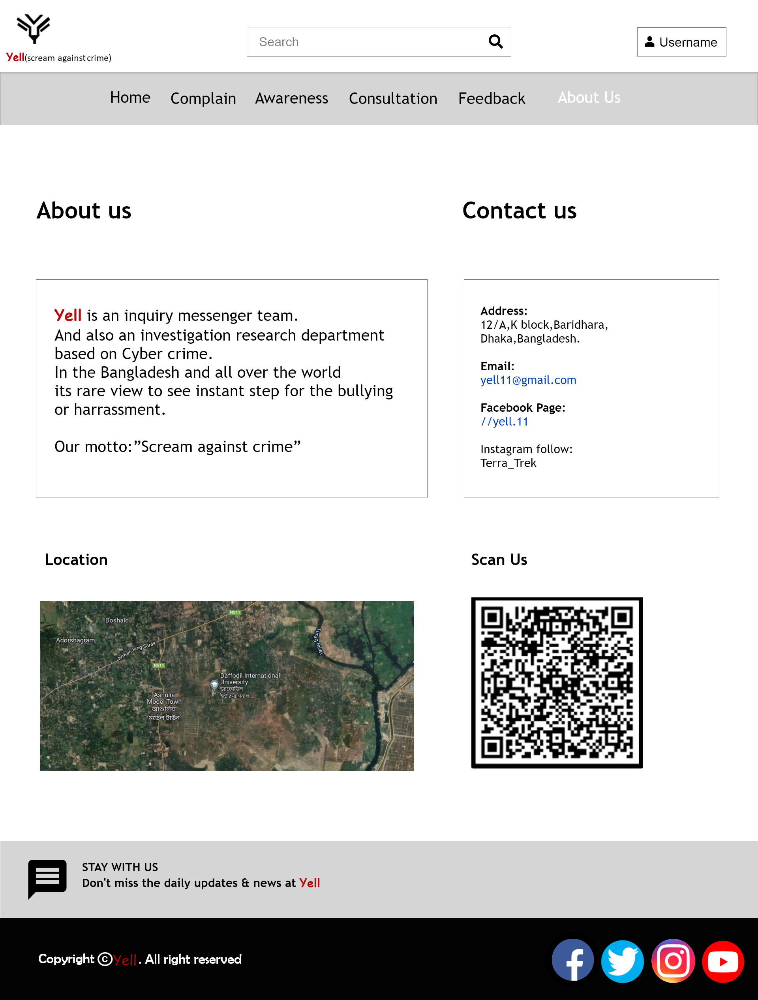 Yell(scream against crime)
Search
Username
Home Complain Awareness Consultation Feedback About Us
About us
Yell is an inquiry messenger team.
And also an investigation research department
based on Cyber crime.
In the Bangladesh and all over the world
its rare view to see instant step for the bullying
or harrassment.
Our motto:”Scream against crime”
Contact us
Address:
12/A,K block,Baridhara,
Dhaka,Bangladesh.
Email:
yell11@gmail.com
Facebook Page:
//yell.11
Instagram follow:
Terra_Trek
Location
N511
Doshaid
Adorshagram
Anwar Jang Sarak
Turag River
N511
Daffodil International
University
ড্যাফোডিল
ইন্টারন্যাশনাল...
Ashulia
Model Town
আশুলিয়া
মডেল টাউন
Scan Us
STAY WITH US
Don't miss the daily updates & news at Yell
Copyright ©Yell. All right reserved